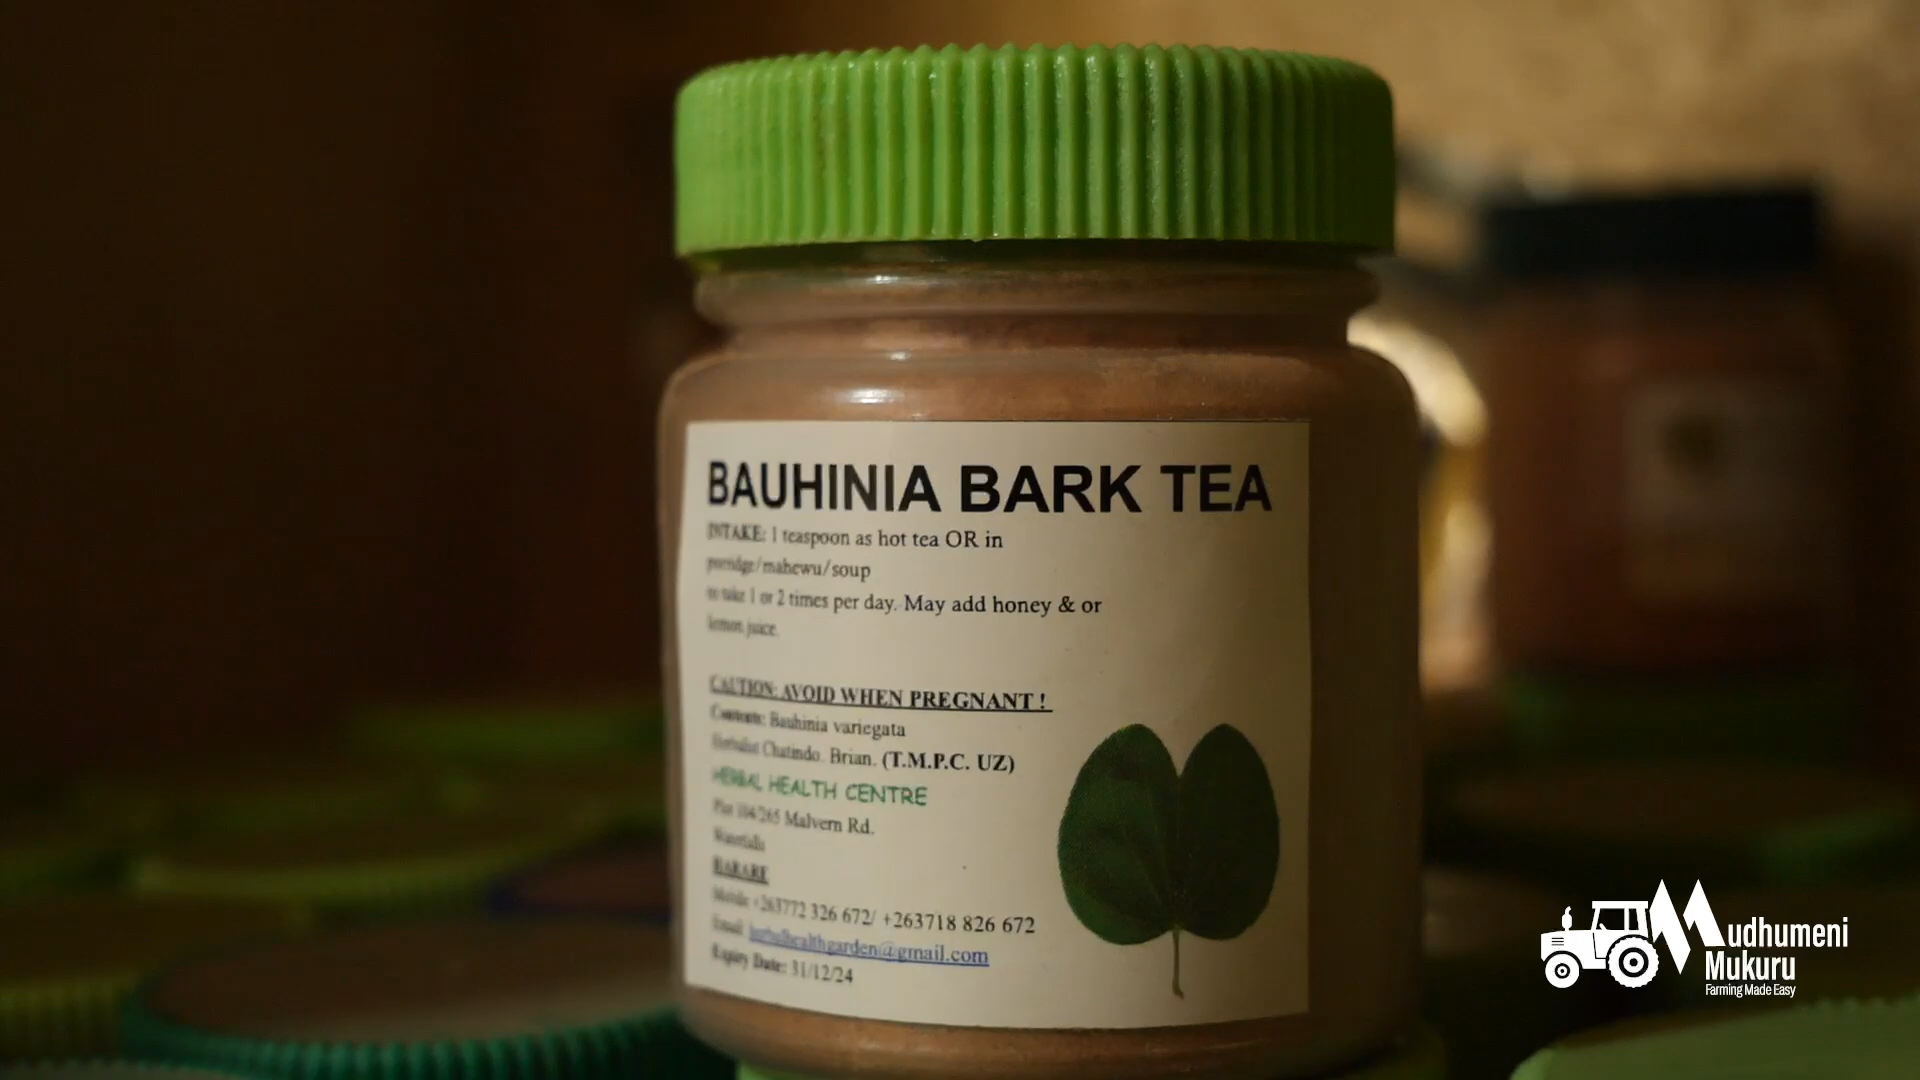 BAUHINIA BARK TEA
INTAKE: 1 teaspoon as hot tea OR in
porridge/mahewu/soup
to take 1 or 2 times per day. May add honey & or
lemon juice.
CAUTION: AVOID WHEN PREGNANT !
Contents: Bauhinia variegata
Herbalist Chatindo. Brian. (T.M.P.C. UZ)
HERBAL HEALTH CENTRE
Plot 104/265 Malvern Rd.
Waterfalls
HARARE
Mobile +263772 326 672/ +263718 826 672
Email: herbalhealthgarden@gmail.com
Expiry Date: 31/12/24
Mudhumeni
Mukuru
Farming Made Easy